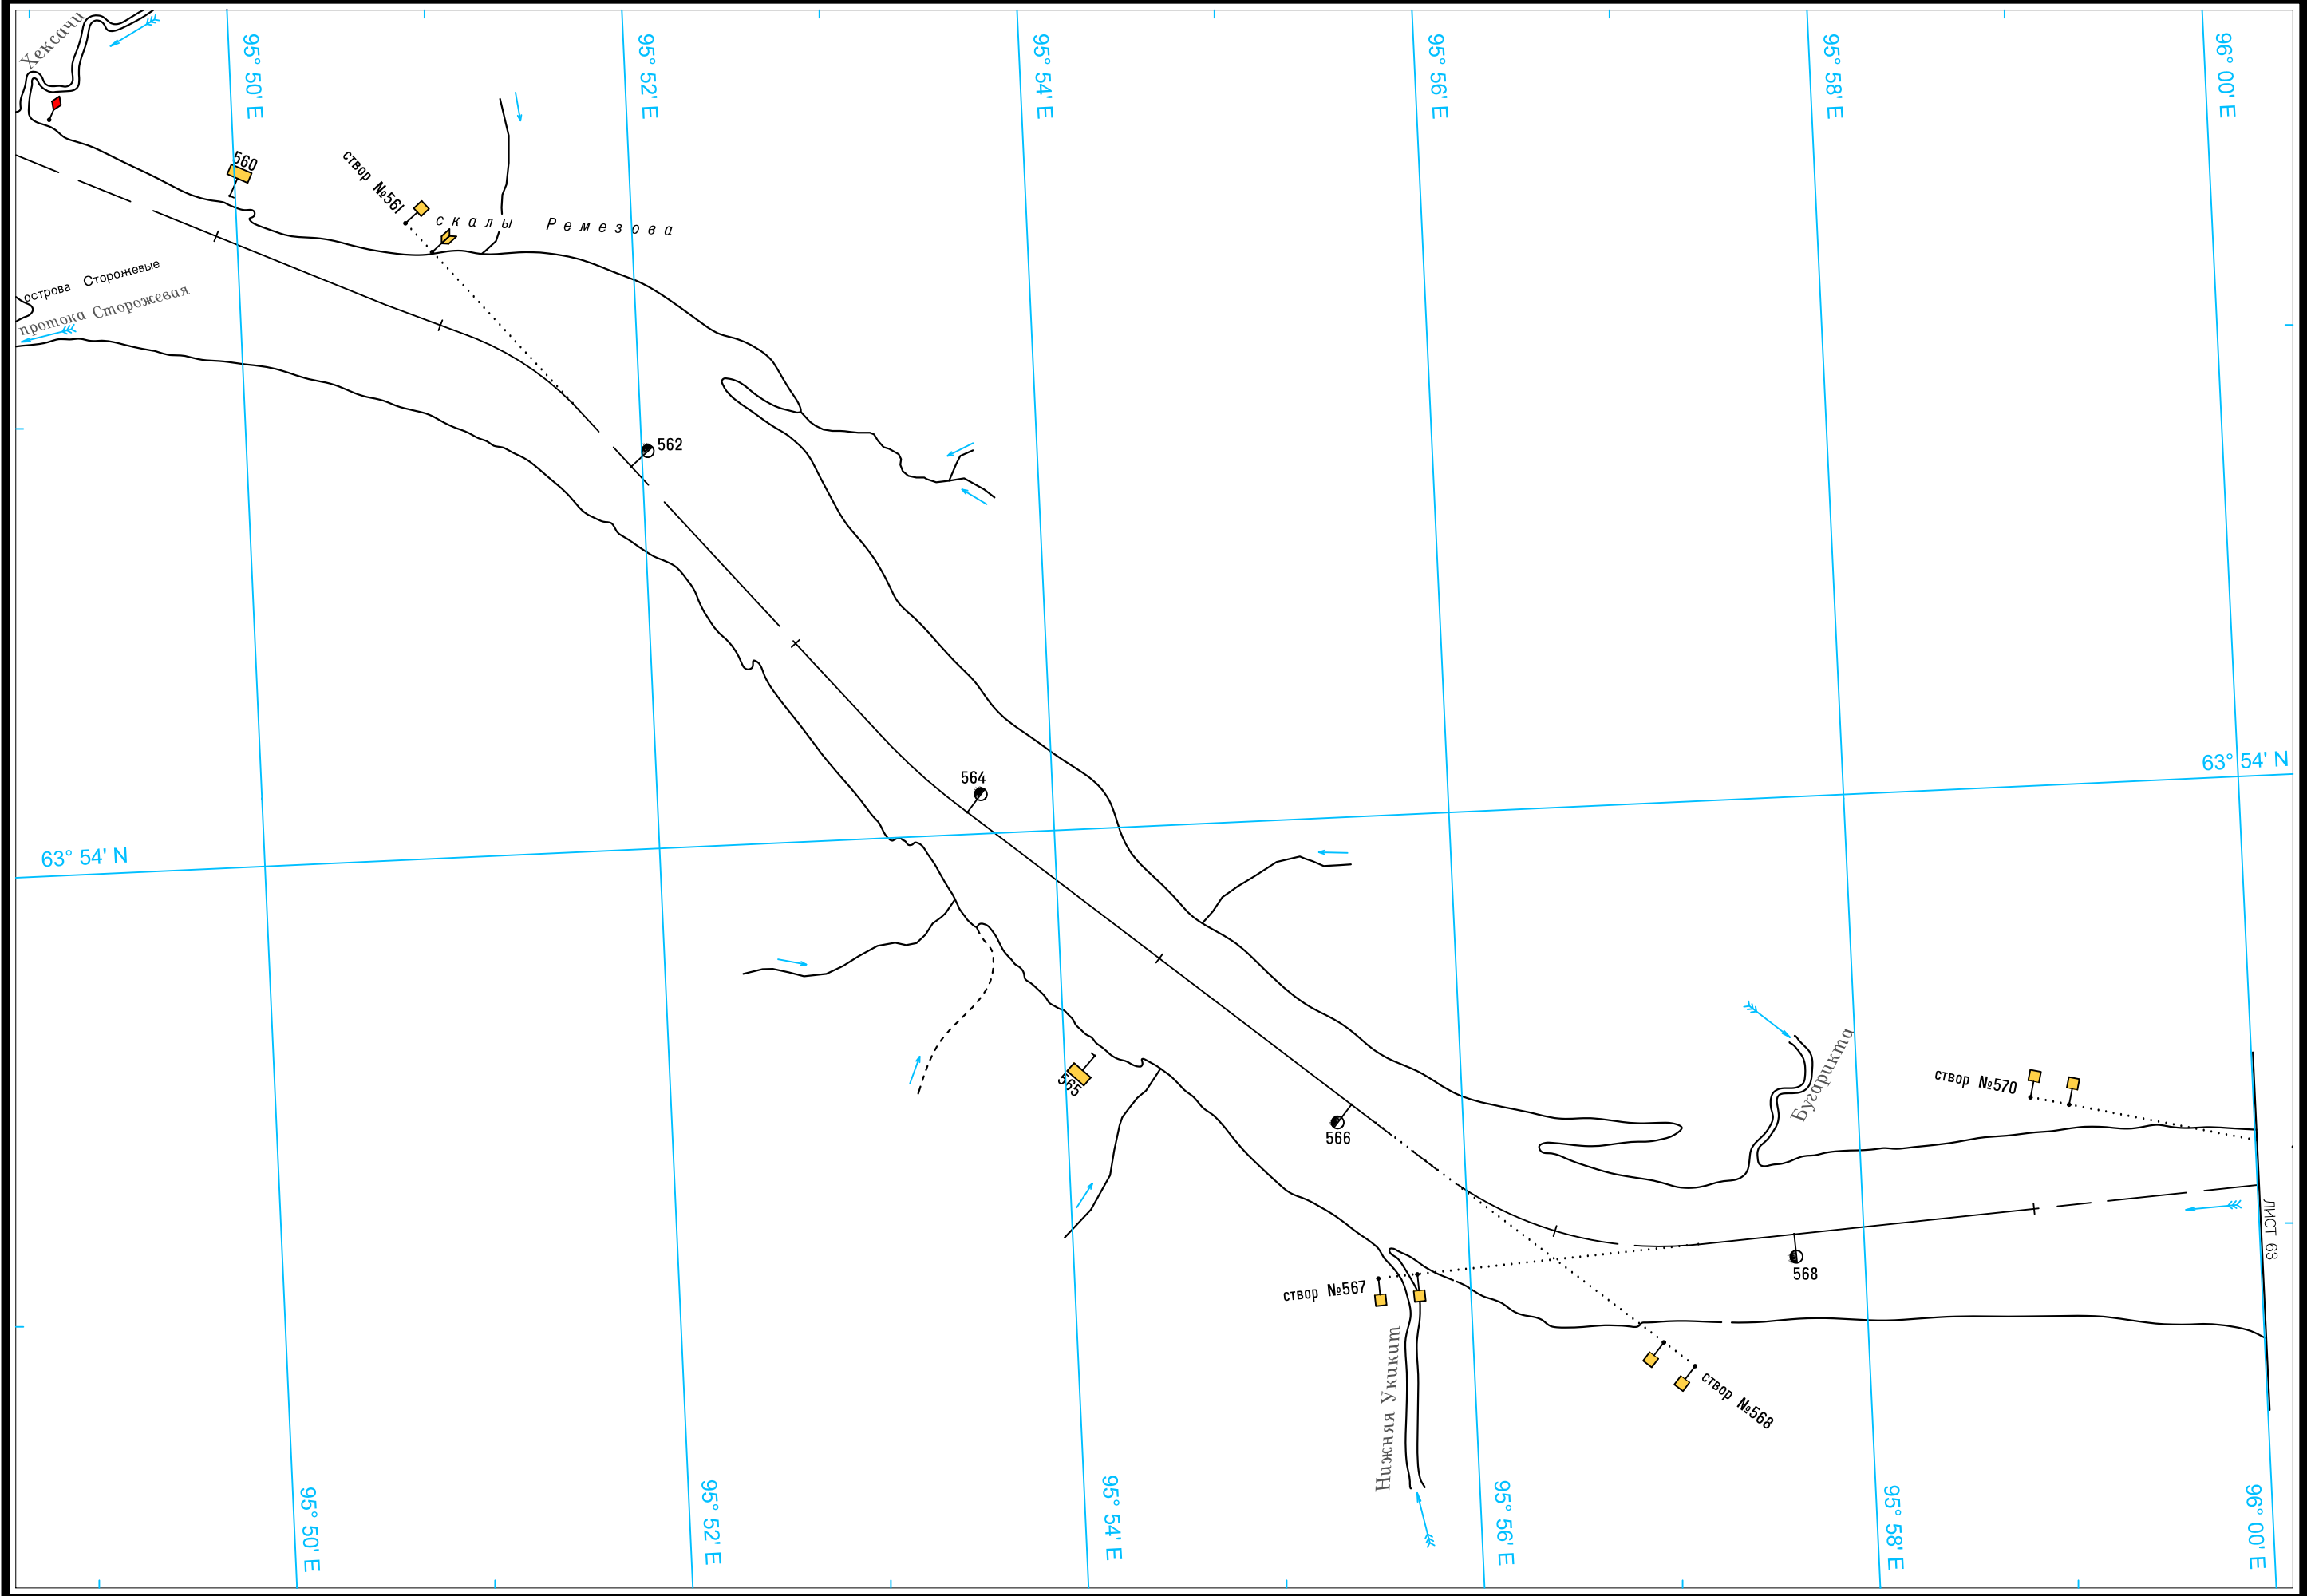 Хексачи
95° 50' E
95° 52' E
95° 54' E
95° 56' E
95° 58' E
96° 00' E
560
створ №561
скалы Ремезова
острова Сторожевые
протока Сторожевая
562
564
63° 54' N
63° 54' N
565
566
Бугарикта
створ №570
ЛИСТ 63
створ №567
568
Нижняя Укикит
створ №568
95° 50' E
95° 52' E
95° 54' E
95° 56' E
95° 58' E
96° 00' E